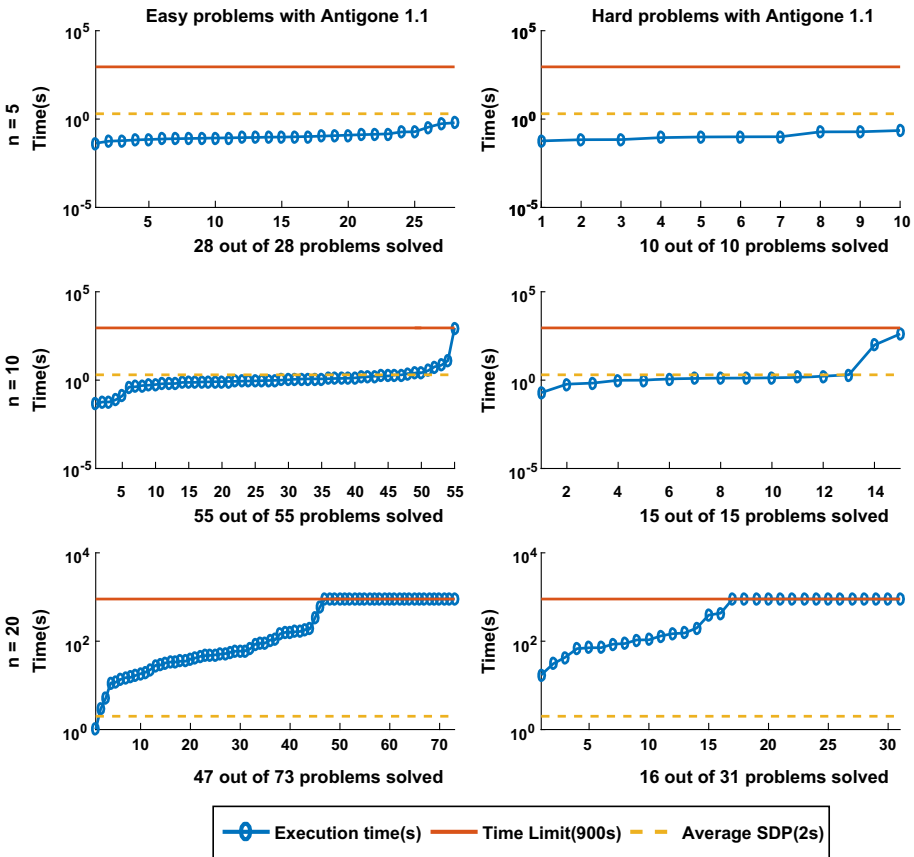 Easy problems with Antigone 1.1
Hard problems with Antigone 1.1
n = 5
Time(s)
10^5
10^0
10^-5
5 10 15 20 25
28 out of 28 problems solved
Time(s)
10^5
10^0
10^-5
1 2 3 4 5 6 7 8 9 10
10 out of 10 problems solved
n = 10
Time(s)
10^5
10^0
10^-5
5 10 15 20 25 30 35 40 45 50 55
55 out of 55 problems solved
Time(s)
10^5
10^0
10^-5
2 4 6 8 10 12 14
15 out of 15 problems solved
n = 20
Time(s)
10^4
10^2
10^0
10 20 30 40 50 60 70
47 out of 73 problems solved
Time(s)
10^4
10^2
10^0
5 10 15 20 25 30
16 out of 31 problems solved
Execution time(s) Time Limit(900s) Average SDP(2s)